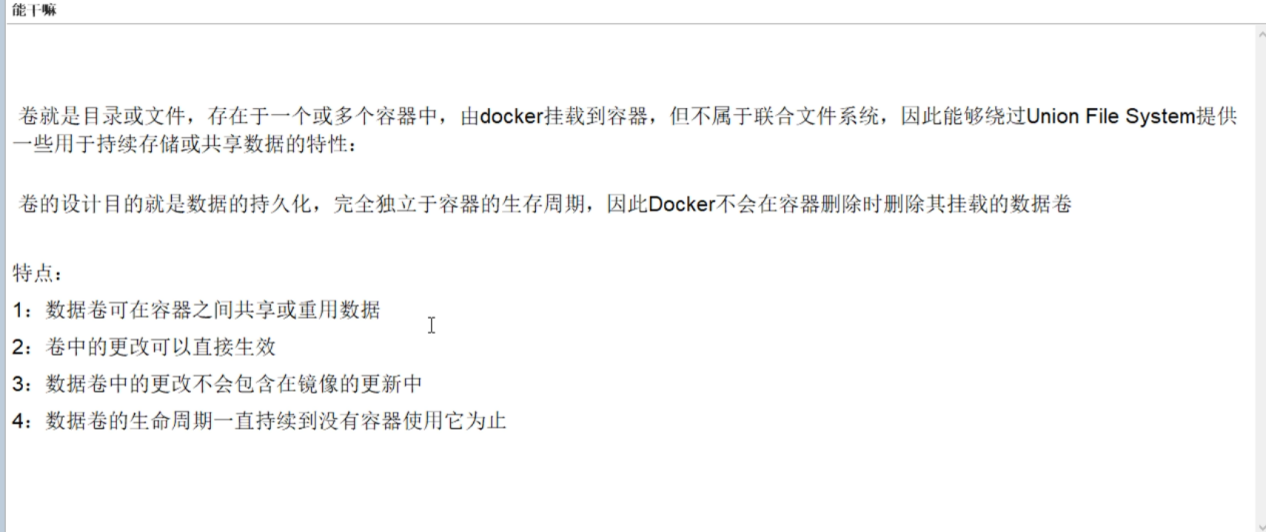 能干嘛
卷就是目录或文件，存在于一个或多个容器中，由docker挂载到容器，但不属于联合文件系统，因此能够绕过Union File System提供
一些用于持续存储或共享数据的特性：
卷的设计目的就是数据的持久化，完全独立于容器的生存周期，因此Docker不会在容器删除时删除其挂载的数据卷
特点：
1：数据卷可在容器之间共享或重用数据
2：卷中的更改可以直接生效
3：数据卷中的更改不会包含在镜像的更新中
4：数据卷的生命周期一直持续到没有容器使用它为止